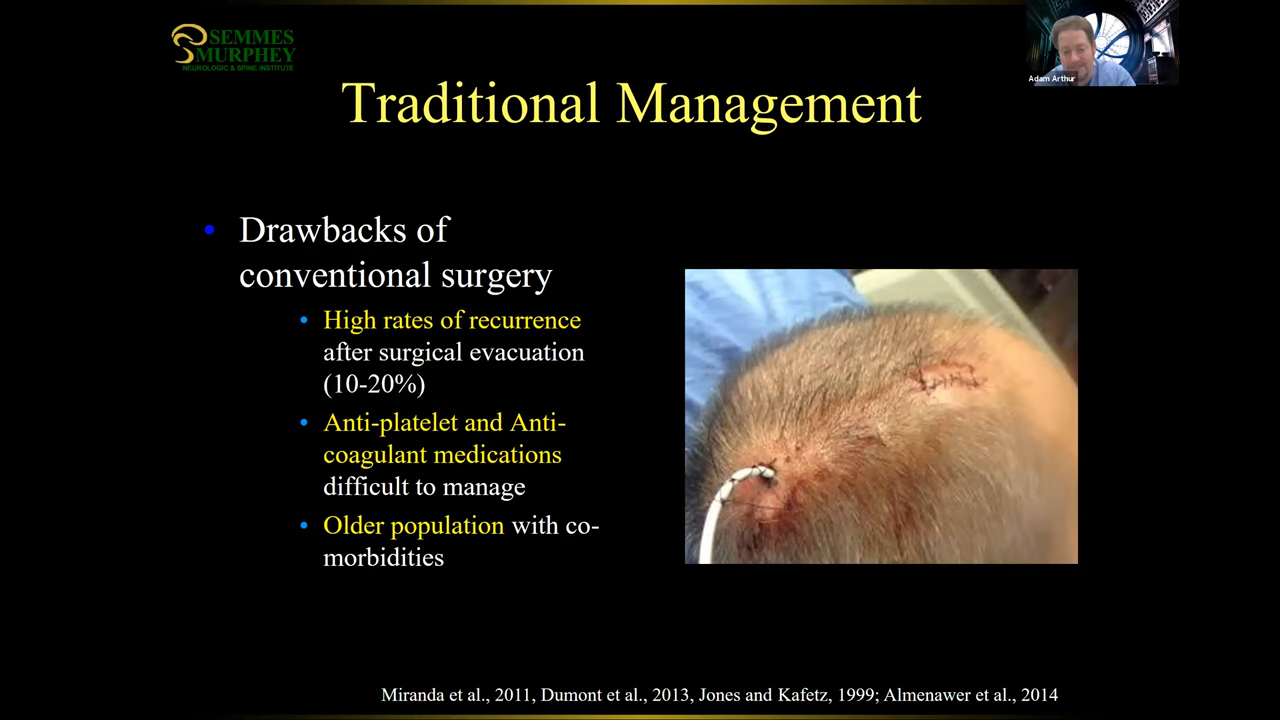 SEMMES
MURPHEY
NEUROLOGIC & SPINE INSTITUTE
Adam Arthur
Traditional Management
• Drawbacks of
conventional surgery
• High rates of recurrence
after surgical evacuation
(10-20%)
• Anti-platelet and Anti-
coagulant medications
difficult to manage
• Older population with co-
morbidities
Miranda et al., 2011, Dumont et al., 2013, Jones and Kafetz, 1999; Almenawer et al., 2014